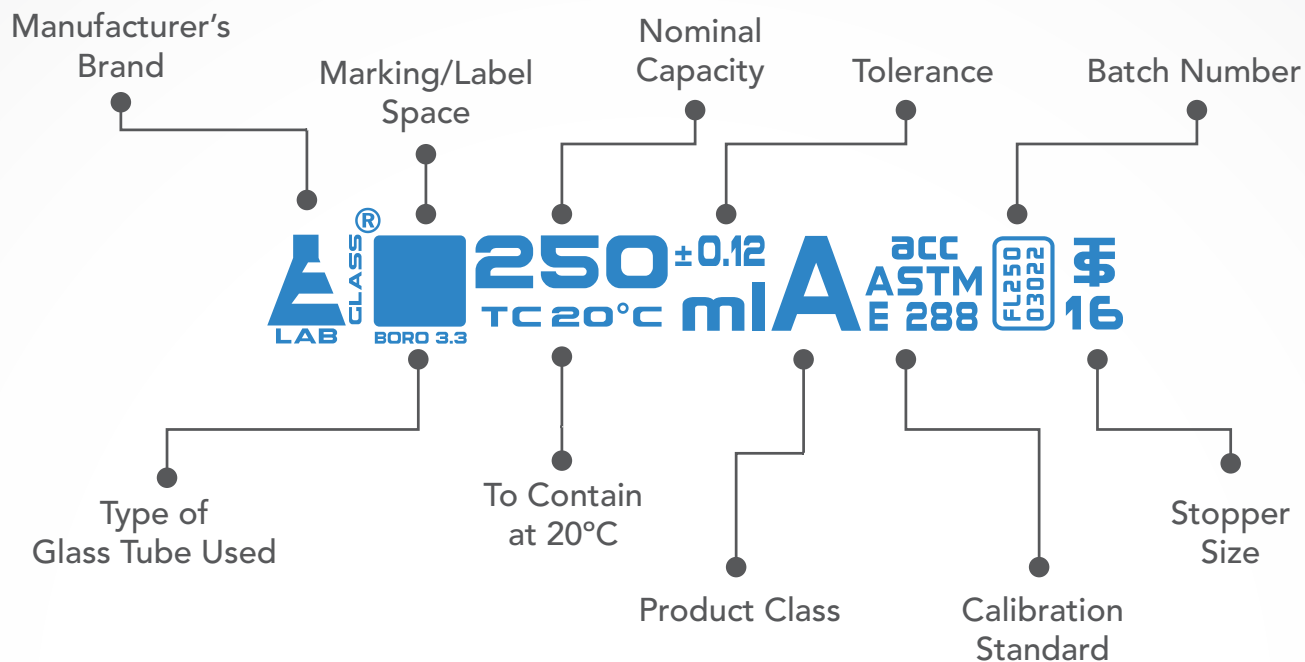 Manufacturer's
Brand
Marking/Label
Space
Nominal
Capacity
Tolerance
Batch Number
LAB
GLASS®
BORO 3.3
250
±0.12
TC 20°C
ml
A
acc
ASTM
E 288
FL250
03022
16
Type of
Glass Tube Used
To Contain
at 20°C
Product Class
Calibration
Standard
Stopper
Size